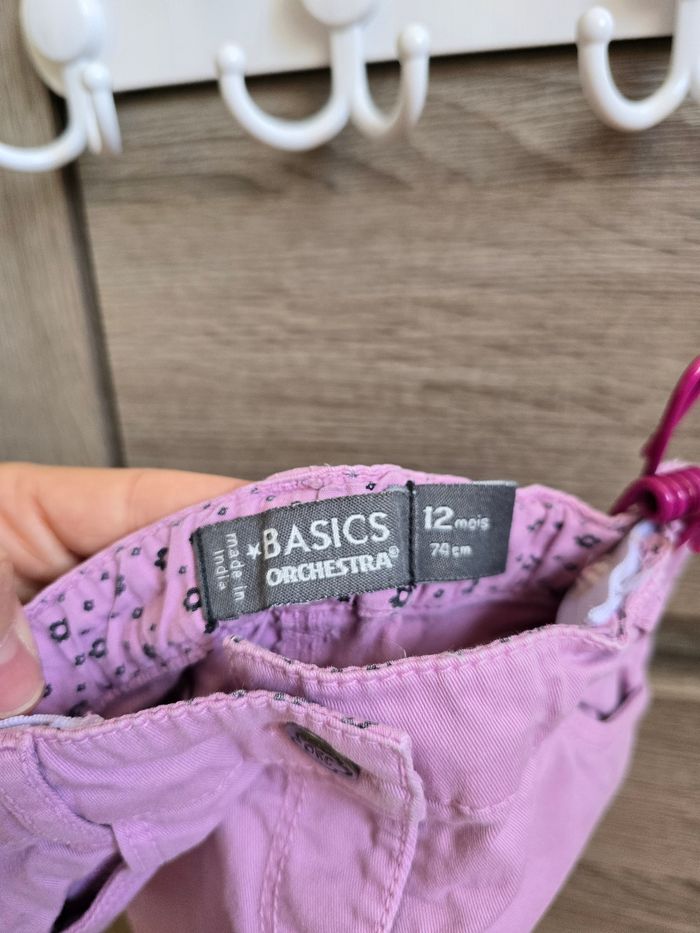 made in
india
★BASICS
ORCHESTRA®
12 mois
74 cm